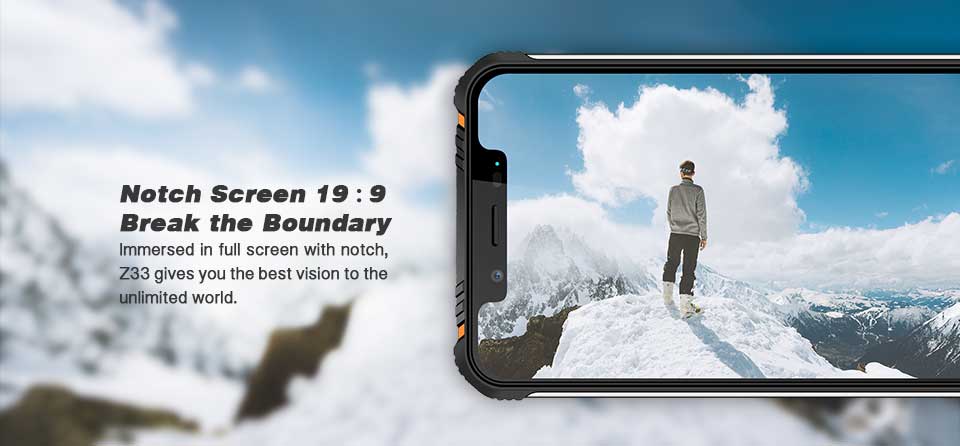 Notch Screen 19 : 9
Break the Boundary
Immersed in full screen with notch,
Z33 gives you the best vision to the
unlimited world.